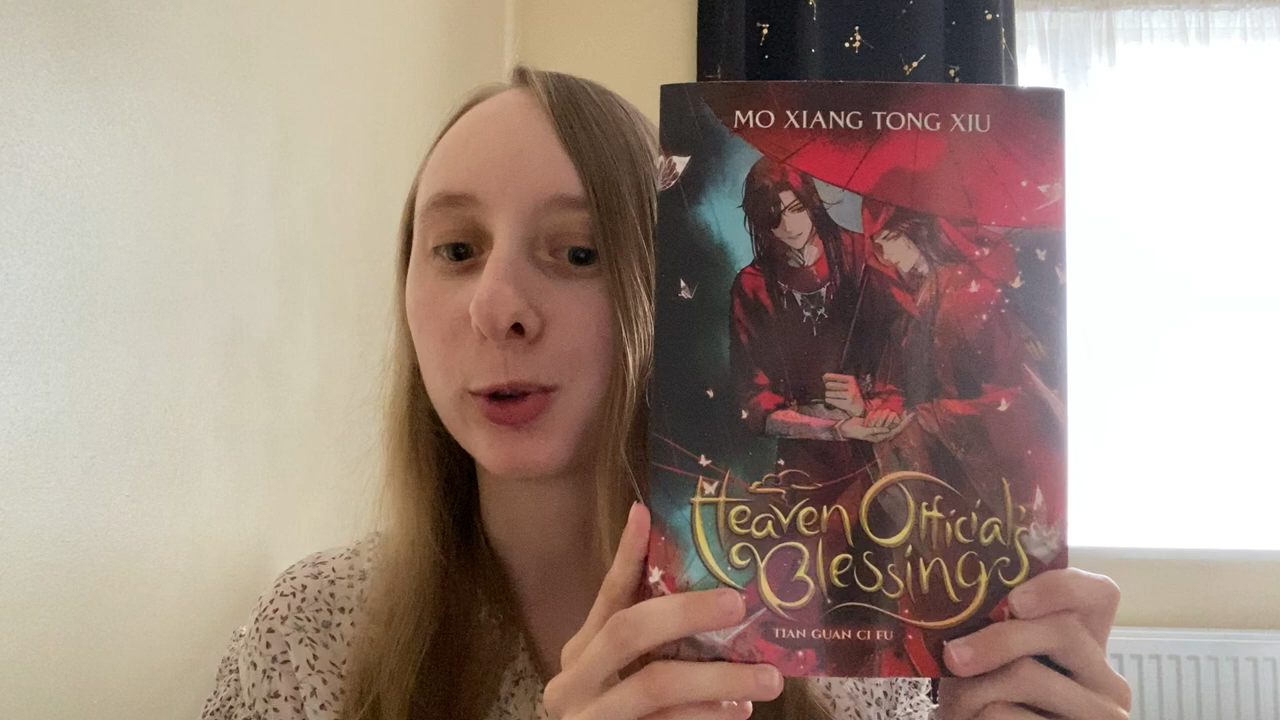 MO XIANG TONG XIU
Heaven Official's
Blessing
TIAN GUAN CI FU